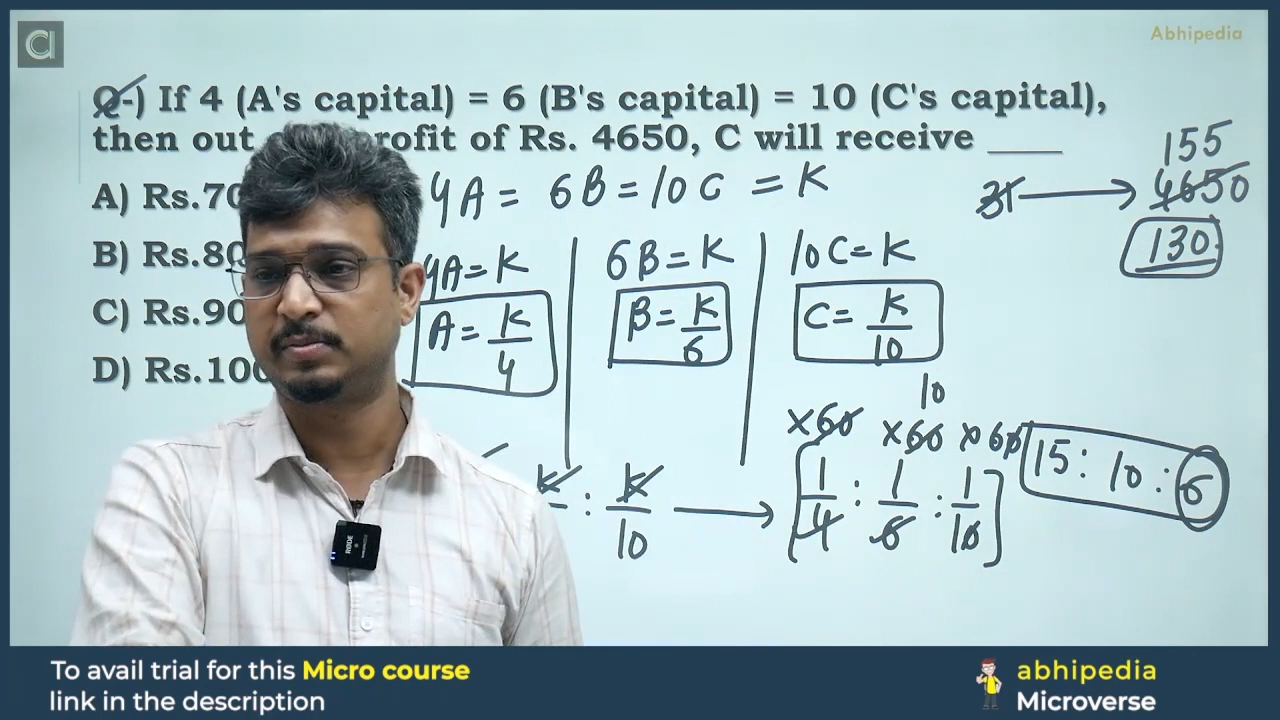 Abhipedia
Q-) If 4 (A's capital) = 6 (B's capital) = 10 (C's capital),
then out profit of Rs. 4650, C will receive ____
A) Rs.70
B) Rs.80
C) Rs.90
D) Rs.100
4A = 6B = 10C = K
4A = K
A = K/4
6B = K
B = K/6
10C = K
C = K/10
31 → 4650
155
130
K : K/10 → [1/4 : 1/6 : 1/10]
×60 ×60 ×60
10
15 : 10 : 6
To avail trial for this Micro course
link in the description
abhipedia
Microverse
RODE